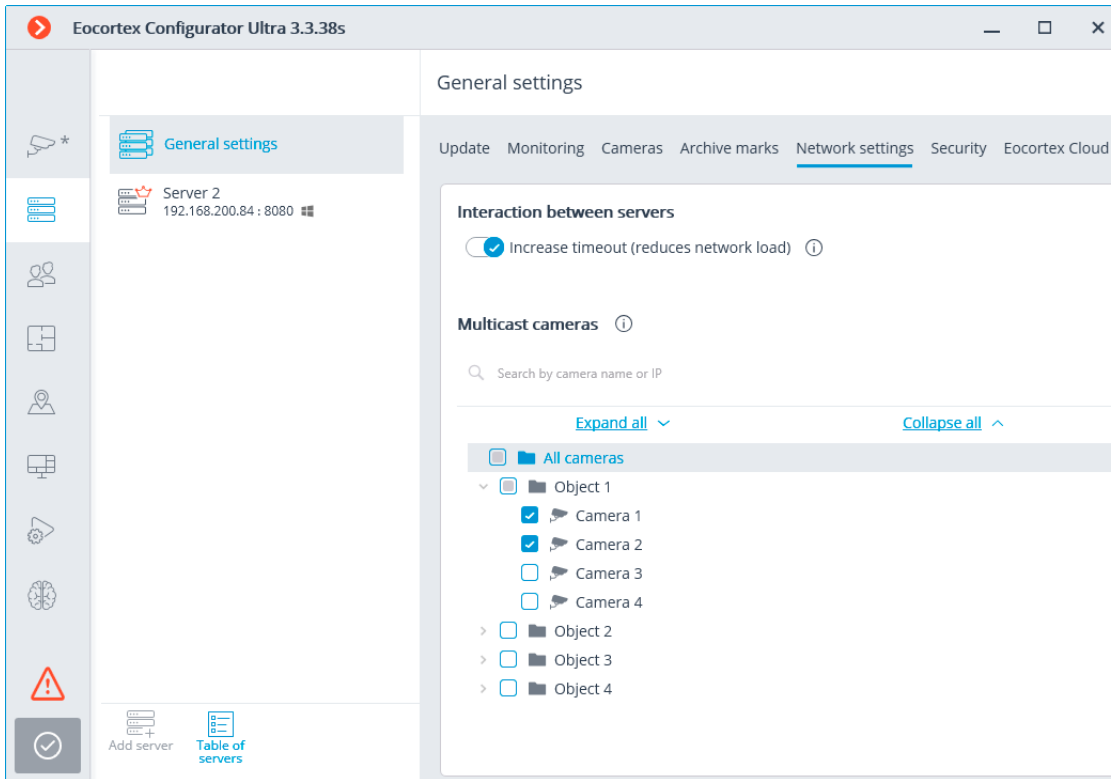 Eocortex Configurator Ultra 3.3.38s
General settings
*
General settings
Server 2
192.168.200.84 : 8080
Update Monitoring Cameras Archive marks Network settings Security Eocortex Cloud
Interaction between servers
Increase timeout (reduces network load)
Multicast cameras
Search by camera name or IP
Expand all Collapse all
All cameras
Object 1
Camera 1
Camera 2
Camera 3
Camera 4
Object 2
Object 3
Object 4
Add server
Table of
servers